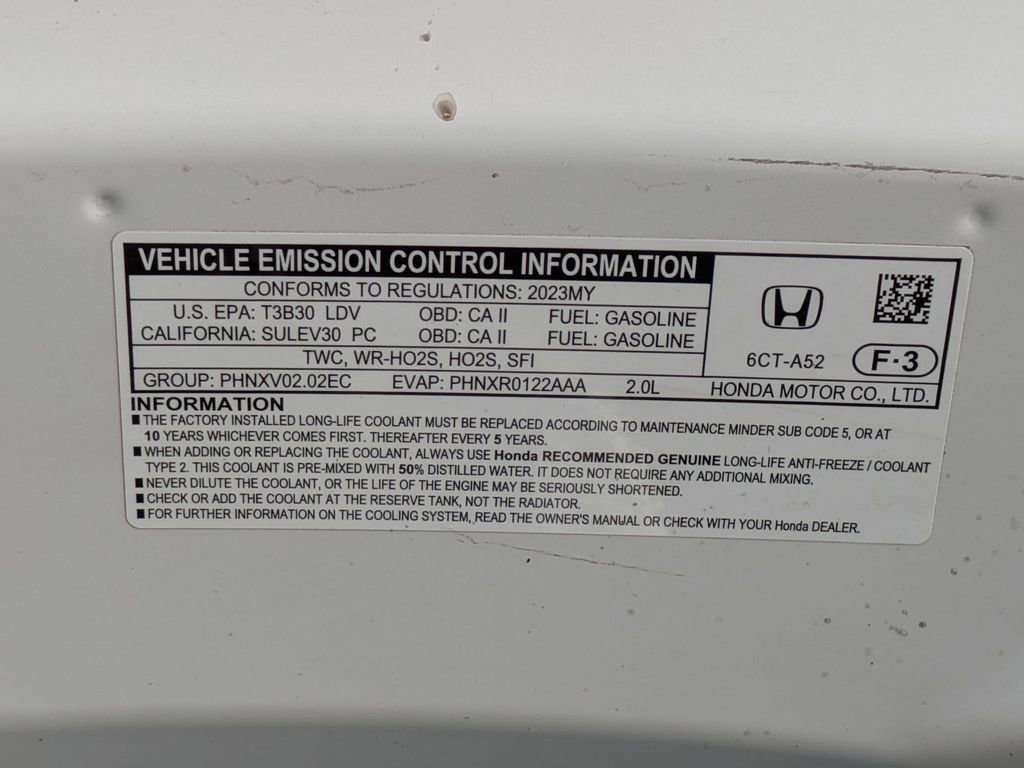 VEHICLE EMISSION CONTROL INFORMATION
CONFORMS TO REGULATIONS: 2023MY
U.S. EPA: T3B30 LDV OBD: CA II FUEL: GASOLINE
CALIFORNIA: SULEV30 PC OBD: CA II FUEL: GASOLINE
TWC, WR-HO2S, HO2S, SFI
GROUP: PHNXV02.02EC EVAP: PHNXR0122AAA 2.0L
6CT-A52 F-3
HONDA MOTOR CO., LTD.
INFORMATION
■ THE FACTORY INSTALLED LONG-LIFE COOLANT MUST BE REPLACED ACCORDING TO MAINTENANCE MINDER SUB CODE 5, OR AT
10 YEARS WHICHEVER COMES FIRST. THEREAFTER EVERY 5 YEARS.
■ WHEN ADDING OR REPLACING THE COOLANT, ALWAYS USE Honda RECOMMENDED GENUINE LONG-LIFE ANTI-FREEZE / COOLANT
TYPE 2. THIS COOLANT IS PRE-MIXED WITH 50% DISTILLED WATER. IT DOES NOT REQUIRE ANY ADDITIONAL MIXING.
■ NEVER DILUTE THE COOLANT, OR THE LIFE OF THE ENGINE MAY BE SERIOUSLY SHORTENED.
■ CHECK OR ADD THE COOLANT AT THE RESERVE TANK, NOT THE RADIATOR.
■ FOR FURTHER INFORMATION ON THE COOLING SYSTEM, READ THE OWNER'S MANUAL OR CHECK WITH YOUR Honda DEALER.